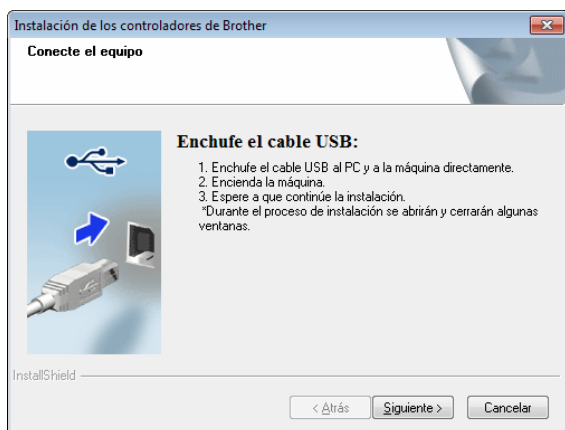 Instalación de los controladores de Brother
Conecte el equipo
Enchufe el cable USB:
1. Enchufe el cable USB al PC y a la máquina directamente.
2. Encienda la máquina.
3. Espere a que continúe la instalación.
*Durante el proceso de instalación se abrirán y cerrarán algunas
ventanas.
InstallShield
< Atrás
Siguiente >
Cancelar